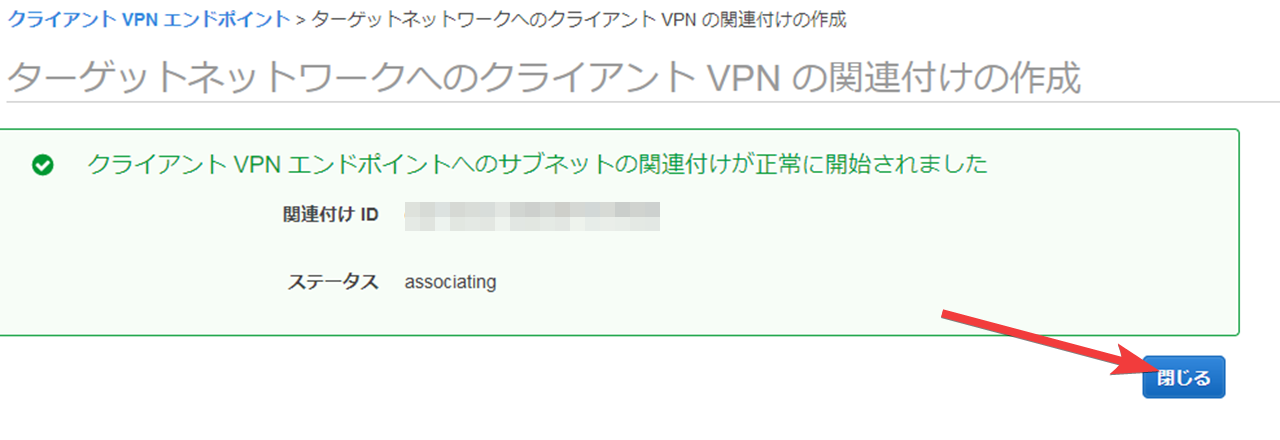 クライアント VPN エンドポイント > ターゲットネットワークへのクライアント VPN の関連付けの作成
ターゲットネットワークへのクライアント VPN の関連付けの作成
クライアント VPN エンドポイントへのサブネットの関連付けが正常に開始されました
関連付け ID
ステータス associating
閉じる